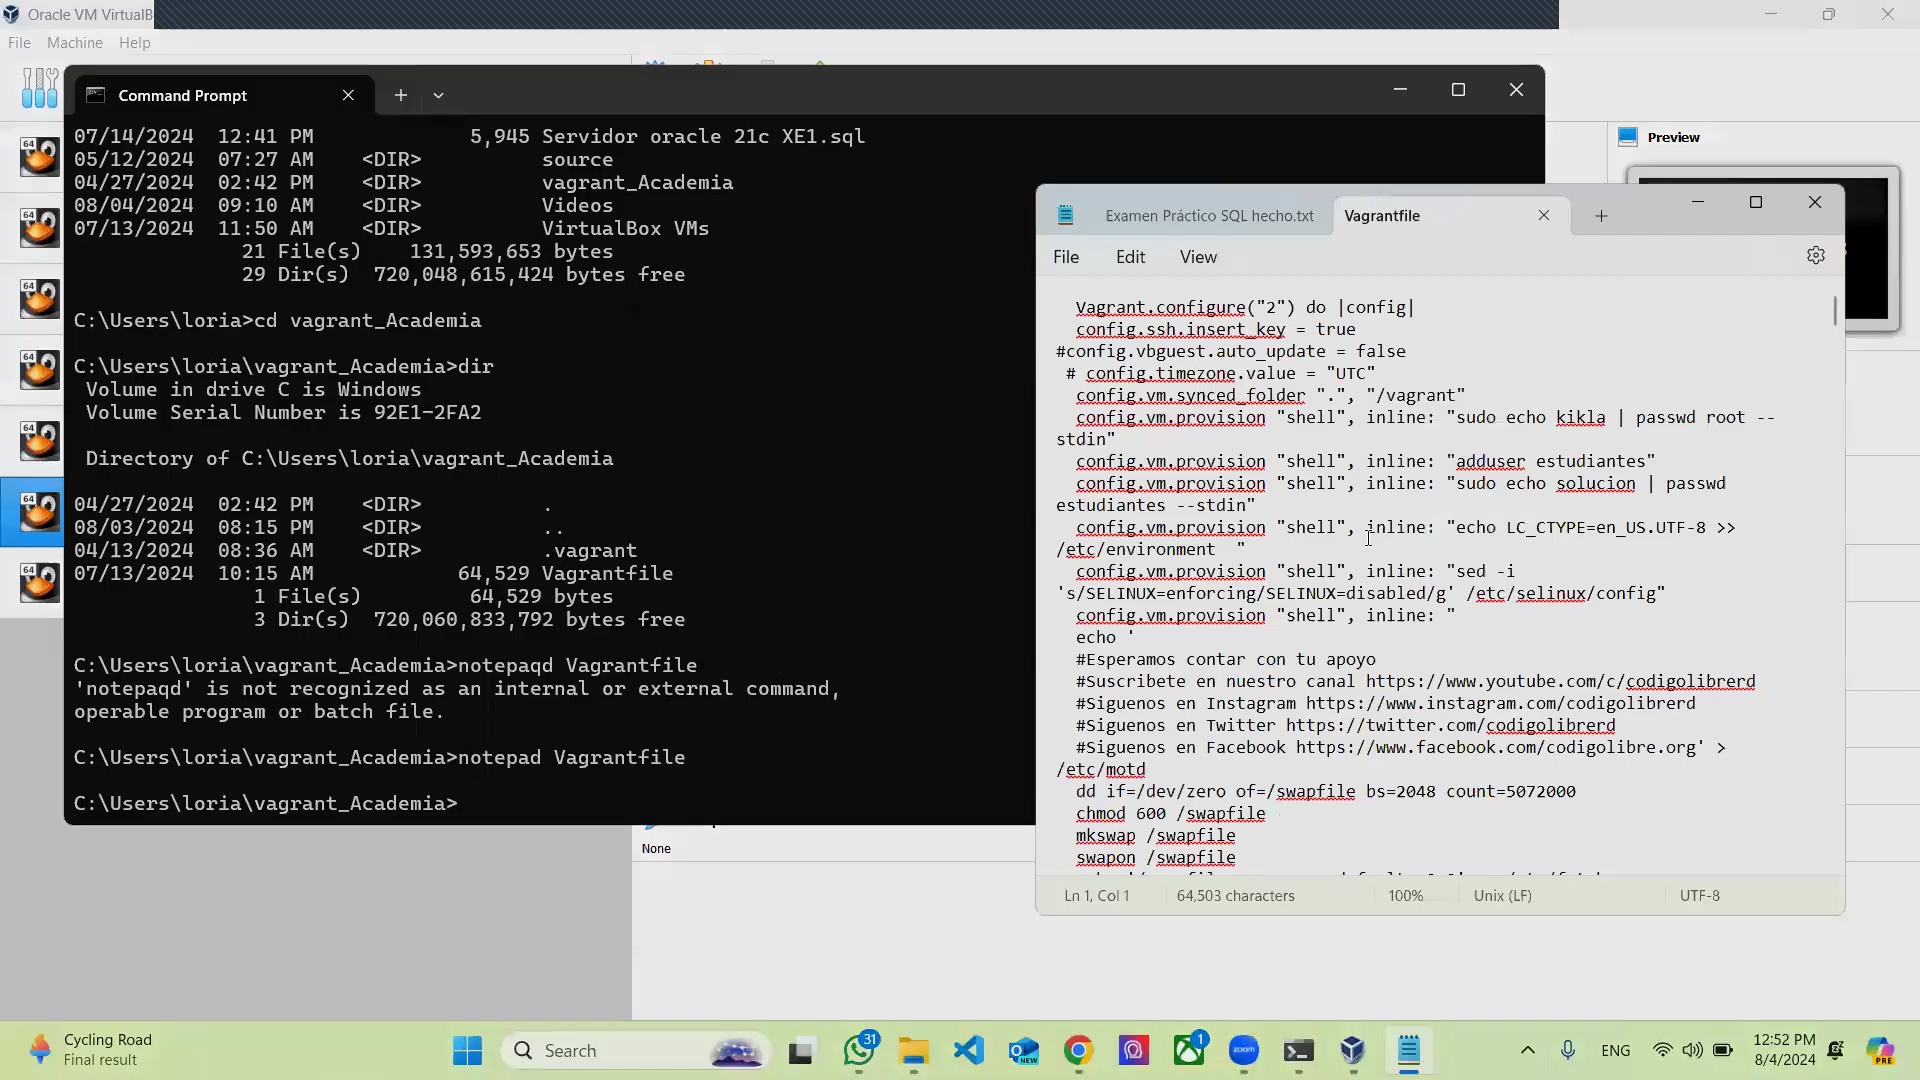 Oracle VM VirtualB
File Machine Help
Command Prompt
07/14/2024  12:41 PM             5,945 Servidor oracle 21c XE1.sql
05/12/2024  07:27 AM    <DIR>          source
04/27/2024  02:42 PM    <DIR>          vagrant_Academia
08/04/2024  09:10 AM    <DIR>          Videos
07/13/2024  11:50 AM    <DIR>          VirtualBox VMs
21 File(s)    131,593,653 bytes
29 Dir(s)  720,048,615,424 bytes free
C:\Users\loria>cd vagrant_Academia
C:\Users\loria\vagrant_Academia>dir
Volume in drive C is Windows
Volume Serial Number is 92E1-2FA2
Directory of C:\Users\loria\vagrant_Academia
04/27/2024  02:42 PM    <DIR>          .
08/03/2024  08:15 PM    <DIR>          ..
04/13/2024  08:36 AM    <DIR>          .vagrant
07/13/2024  10:15 AM            64,529 Vagrantfile
1 File(s)         64,529 bytes
3 Dir(s)  720,060,833,792 bytes free
C:\Users\loria\vagrant_Academia>notepaqd Vagrantfile
'notepaqd' is not recognized as an internal or external command,
operable program or batch file.
C:\Users\loria\vagrant_Academia>notepad Vagrantfile
C:\Users\loria\vagrant_Academia>
Preview
64
64
64
64
64
64
64
None
Examen Práctico SQL hecho.txt
Vagrantfile
File Edit View
Vagrant.configure("2") do |config|
config.ssh.insert_key = true
#config.vbguest.auto_update = false
# config.timezone.value = "UTC"
config.vm.synced_folder ".", "/vagrant"
config.vm.provision "shell", inline: "sudo echo kikla | passwd root --
stdin"
config.vm.provision "shell", inline: "adduser estudiantes"
config.vm.provision "shell", inline: "sudo echo solucion | passwd
estudiantes --stdin"
config.vm.provision "shell", inline: "echo LC_CTYPE=en_US.UTF-8 >>
/etc/environment  "
config.vm.provision "shell", inline: "sed -i
's/SELINUX=enforcing/SELINUX=disabled/g' /etc/selinux/config"
config.vm.provision "shell", inline: "
echo '
#Esperamos contar con tu apoyo
#Suscribete en nuestro canal https://www.youtube.com/c/codigolibrerd
#Siguenos en Instagram https://www.instagram.com/codigolibrerd
#Siguenos en Twitter https://twitter.com/codigolibrerd
#Siguenos en Facebook https://www.facebook.com/codigolibre.org' >
/etc/motd
dd if=/dev/zero of=/swapfile bs=2048 count=5072000
chmod 600 /swapfile
mkswap /swapfile
swapon /swapfile
Ln 1, Col 1
64,503 characters
100%
Unix (LF)
UTF-8
Cycling Road
Final result
Search
31
NEW
1
zoom
ENG
12:52 PM
8/4/2024
PRE